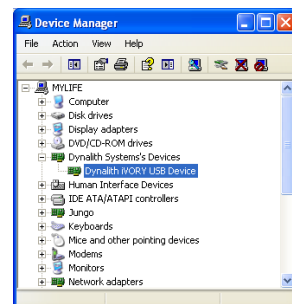 Device Manager
File Action View Help
MYLIFE
Computer
Disk drives
Display adapters
DVD/CD-ROM drives
Dynalith Systems's Devices
Dynalith iVORY USB Device
Human Interface Devices
IDE ATA/ATAPI controllers
Jungo
Keyboards
Mice and other pointing devices
Modems
Monitors
Network adapters